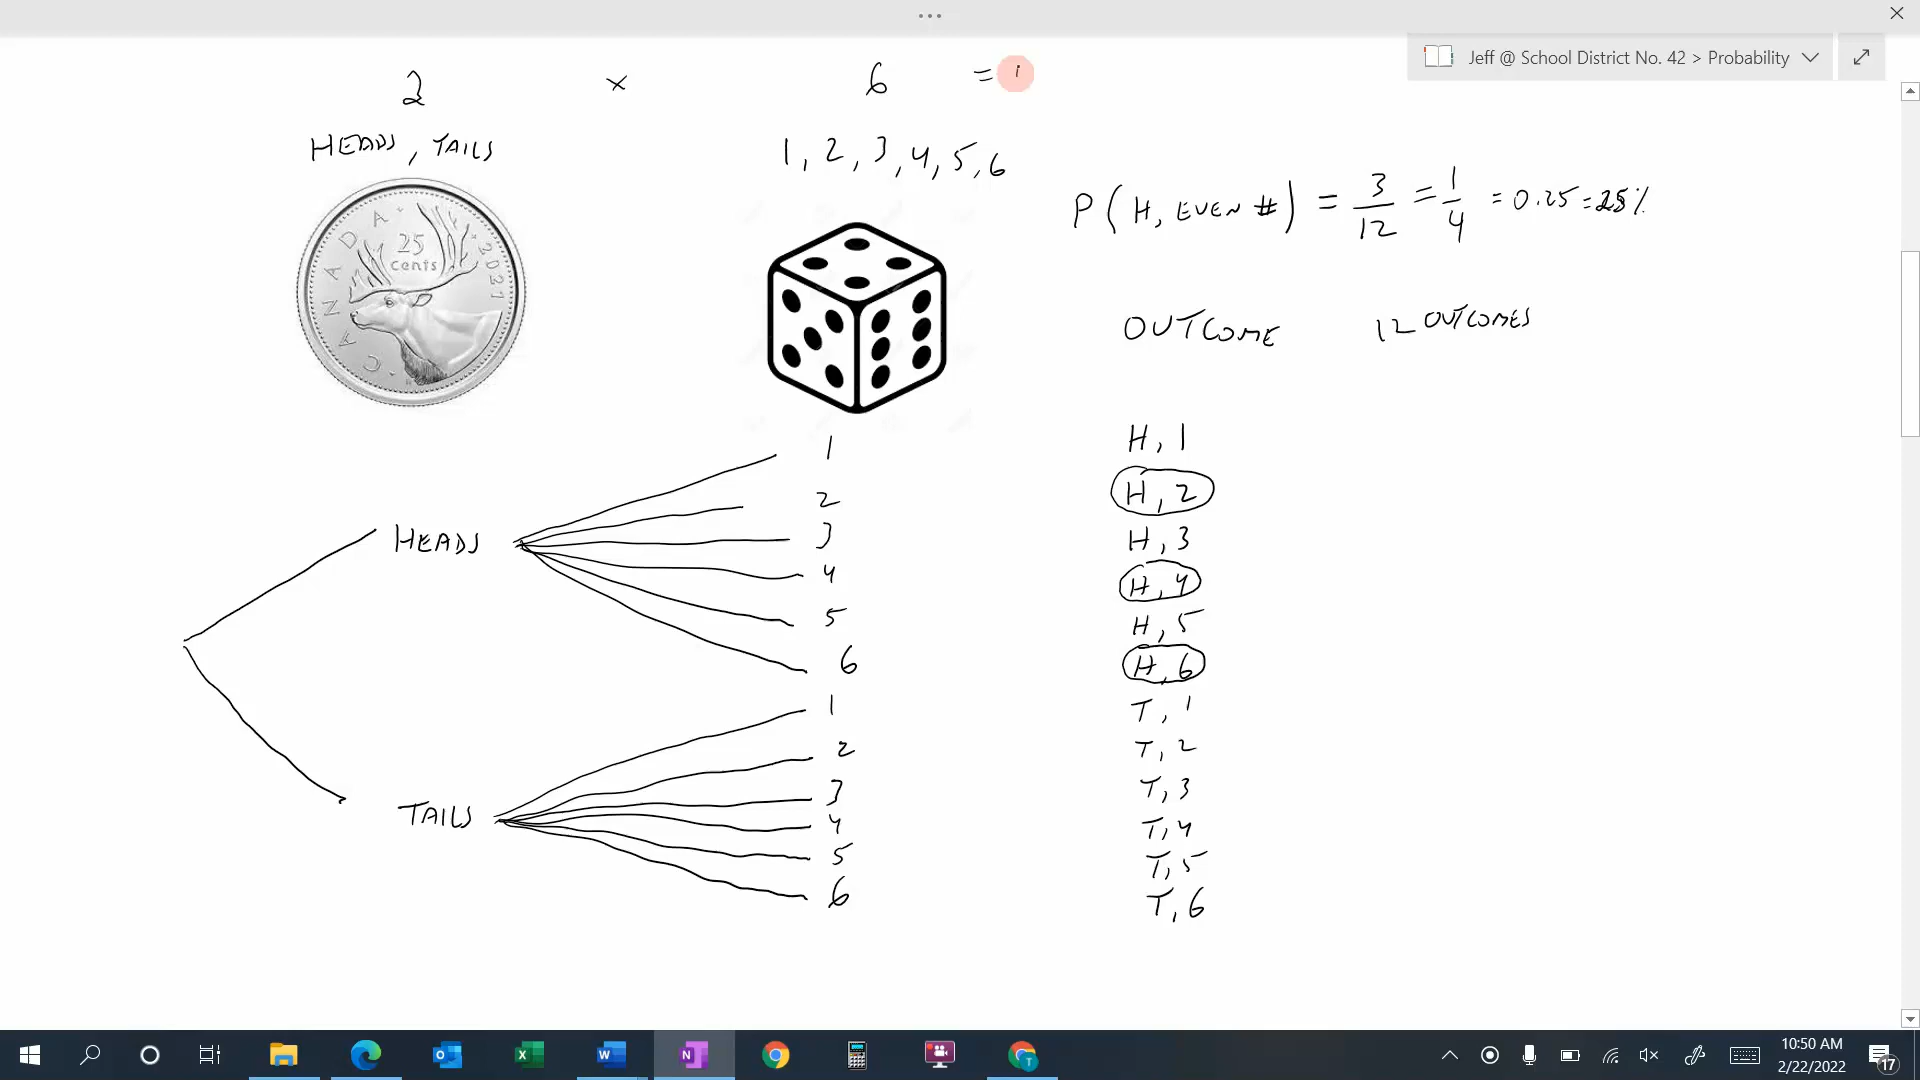 Jeff @ School District No. 42 > Probability
2 × 6 =
HEADS, TAILS
1, 2, 3, 4, 5, 6
CANADA 25 cents 2021
P(H, EVEN #) = 3/12 = 1/4 = 0.25 = 25%
OUTCOME 12 OUTCOMES
HEADS
1
2
3
4
5
6
TAILS
1
2
3
4
5
6
H, 1
H, 2
H, 3
H, 4
H, 5
H, 6
T, 1
T, 2
T, 3
T, 4
T, 5
T, 6
10:50 AM
2/22/2022
17